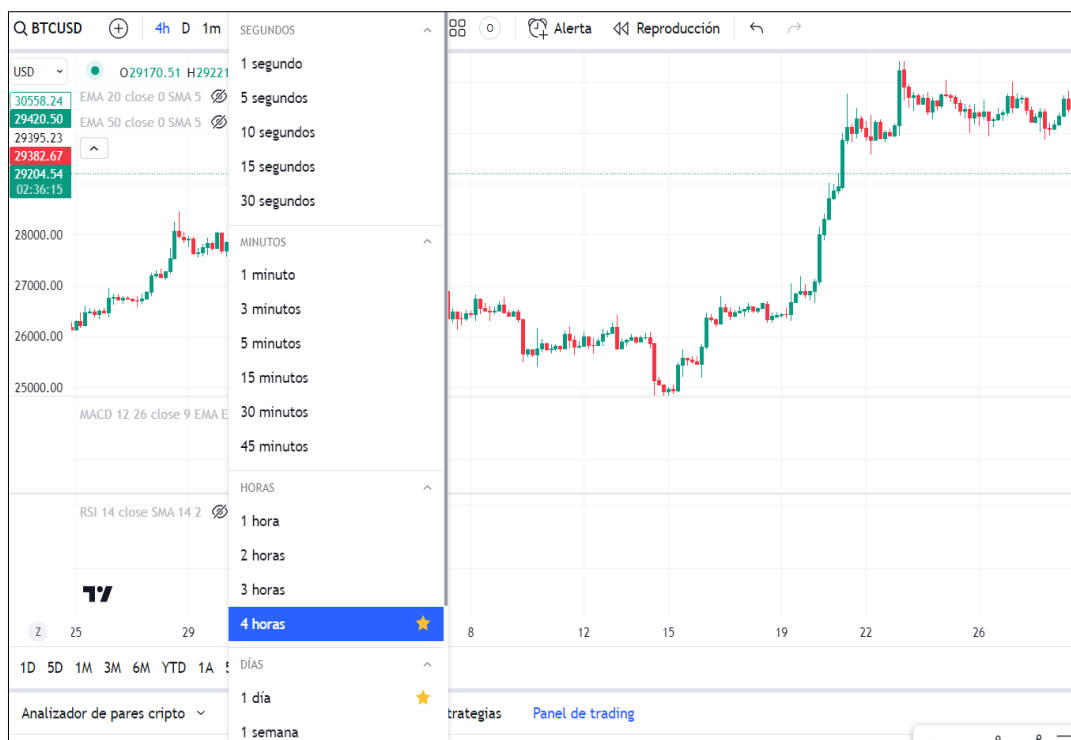 BTCUSD 4h D 1m Alerta Reproducción
USD
O29170.51 H29221
30558.24
29420.50
29395.23
29382.67
29204.54
02:36:15
EMA 20 close 0 SMA 5
EMA 50 close 0 SMA 5
28000.00
27000.00
26000.00
25000.00
MACD 12 26 close 9 EMA E
RSI 14 close SMA 14 2
SEGUNDOS
1 segundo
5 segundos
10 segundos
15 segundos
30 segundos
MINUTOS
1 minuto
3 minutos
5 minutos
15 minutos
30 minutos
45 minutos
HORAS
1 hora
2 horas
3 horas
4 horas
DÍAS
1 día
1 semana
Z 25 29 8 12 15 19 22 26
1D 5D 1M 3M 6M YTD 1A 5
Analizador de pares cripto trategias Panel de trading